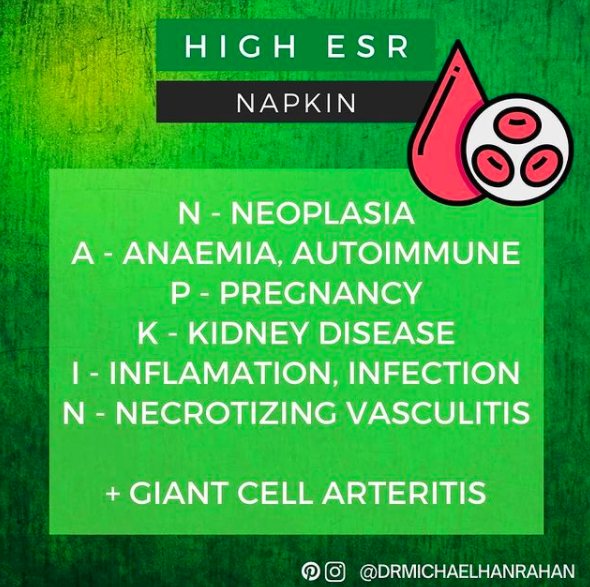 HIGH ESR
NAPKIN
N - NEOPLASIA
A - ANAEMIA, AUTOIMMUNE
P - PREGNANCY
K - KIDNEY DISEASE
I - INFLAMATION, INFECTION
N - NECROTIZING VASCULITIS
+ GIANT CELL ARTERITIS
@DRMICHAELHANRAHAN